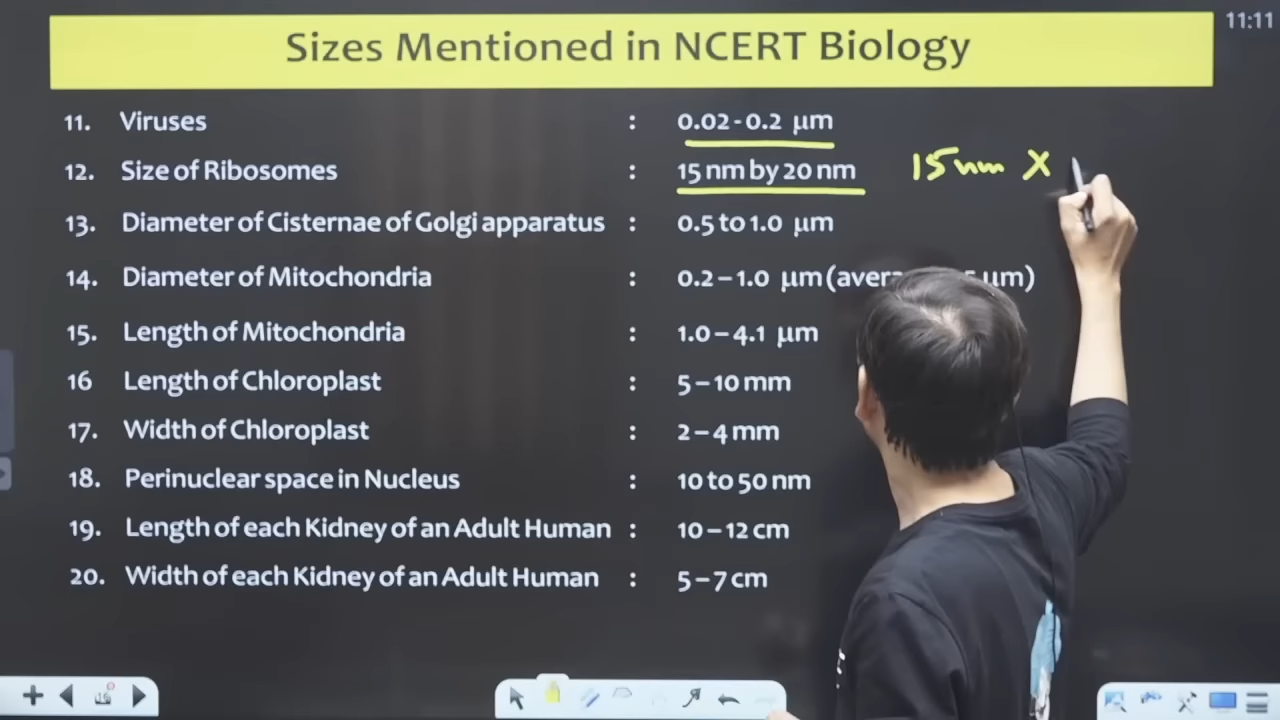 11:11
Sizes Mentioned in NCERT Biology
11. Viruses : 0.02-0.2 μm
12. Size of Ribosomes : 15 nm by 20 nm 15 nm X
13. Diameter of Cisternae of Golgi apparatus : 0.5 to 1.0 μm
14. Diameter of Mitochondria : 0.2 – 1.0 μm (aver μm)
15. Length of Mitochondria : 1.0 – 4.1 μm
16 Length of Chloroplast : 5 – 10 mm
17. Width of Chloroplast : 2 – 4 mm
18. Perinuclear space in Nucleus : 10 to 50 nm
19. Length of each Kidney of an Adult Human : 10 – 12 cm
20. Width of each Kidney of an Adult Human : 5 – 7 cm